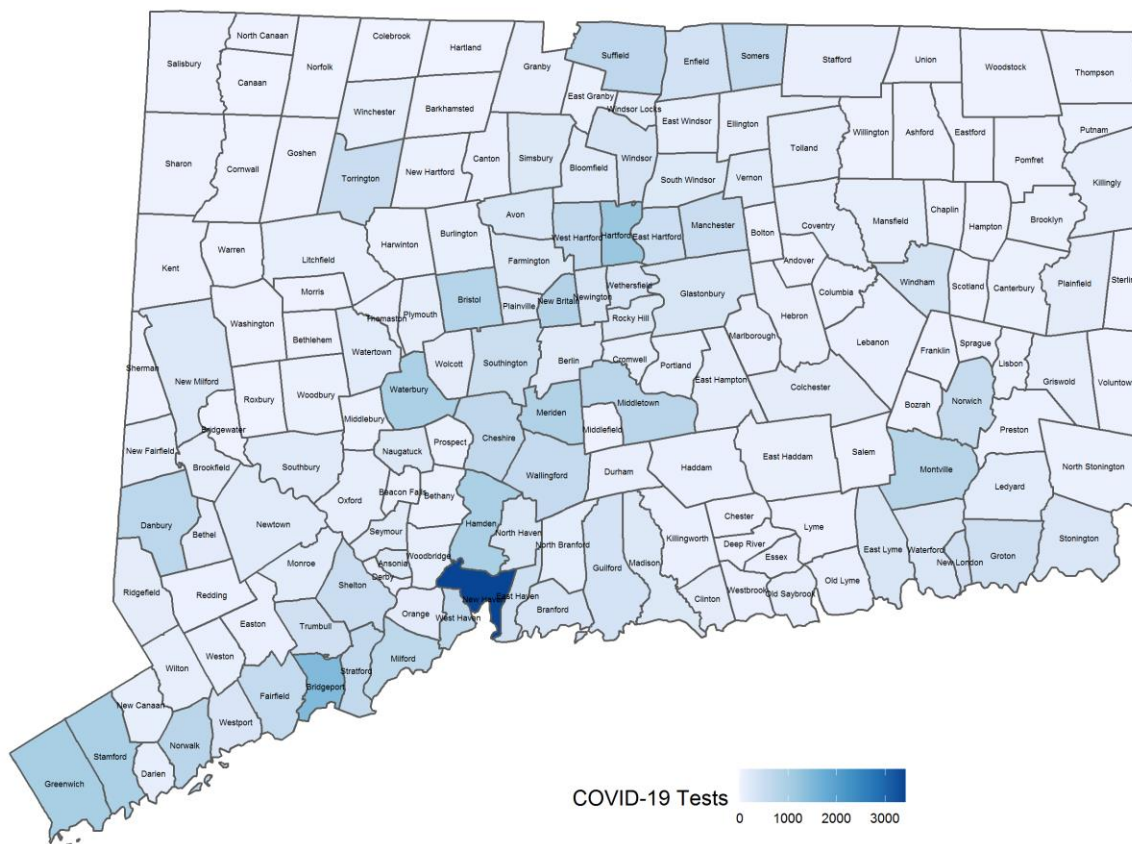 North Canaan
Colebrook
Hartland
Salisbury
Norfolk
Canaan
Granby
Suffield
Enfield
Somers
Stafford
Union
Woodstock
Thompson
Winchester
Barkhamsted
East Granby
Windsor Locks
East Windsor
Ellington
Putnam
Sharon
Cornwall
Goshen
Torrington
New Hartford
Canton
Simsbury
Bloomfield
Windsor
South Windsor
Vernon
Tolland
Willington
Ashford
Eastford
Pomfret
Killingly
Kent
Warren
Litchfield
Harwinton
Burlington
Avon
Farmington
West Hartford
Hartford
East Hartford
Manchester
Bolton
Coventry
Mansfield
Chaplin
Hampton
Brooklyn
Andover
Morris
Bristol
Plainville
New Britain
Newington
Wethersfield
Rocky Hill
Glastonbury
Hebron
Columbia
Windham
Scotland
Canterbury
Plainfield
Sterlin
Washington
Bethlehem
Watertown
Thomaston
Plymouth
Wolcott
Southington
Berlin
Cromwell
Portland
Marlborough
East Hampton
Lebanon
Franklin
Sprague
Lisbon
Griswold
Voluntow
Sherman
New Milford
Roxbury
Woodbury
Middlebury
Waterbury
Cheshire
Meriden
Middlefield
Middletown
Colchester
Bozrah
Norwich
Preston
Bridgewater
New Fairfield
Brookfield
Southbury
Naugatuck
Prospect
Wallingford
Durham
Haddam
East Haddam
Salem
Montville
North Stonington
Ledyard
Danbury
Bethel
Newtown
Oxford
Beacon Falls
Bethany
Hamden
North Haven
North Branford
Guilford
Madison
Killingworth
Chester
Deep River
Essex
Lyme
East Lyme
Waterford
New London
Groton
Stonington
Ridgefield
Redding
Monroe
Seymour
Ansonia
Derby
Woodbridge
New Haven
East Haven
Branford
Clinton
Westbrook
Old Saybrook
Old Lyme
Shelton
Orange
West Haven
Easton
Trumbull
Milford
Stratford
Bridgeport
Wilton
Weston
Fairfield
New Canaan
Westport
Norwalk
Darien
Stamford
Greenwich
COVID-19 Tests
0 1000 2000 3000